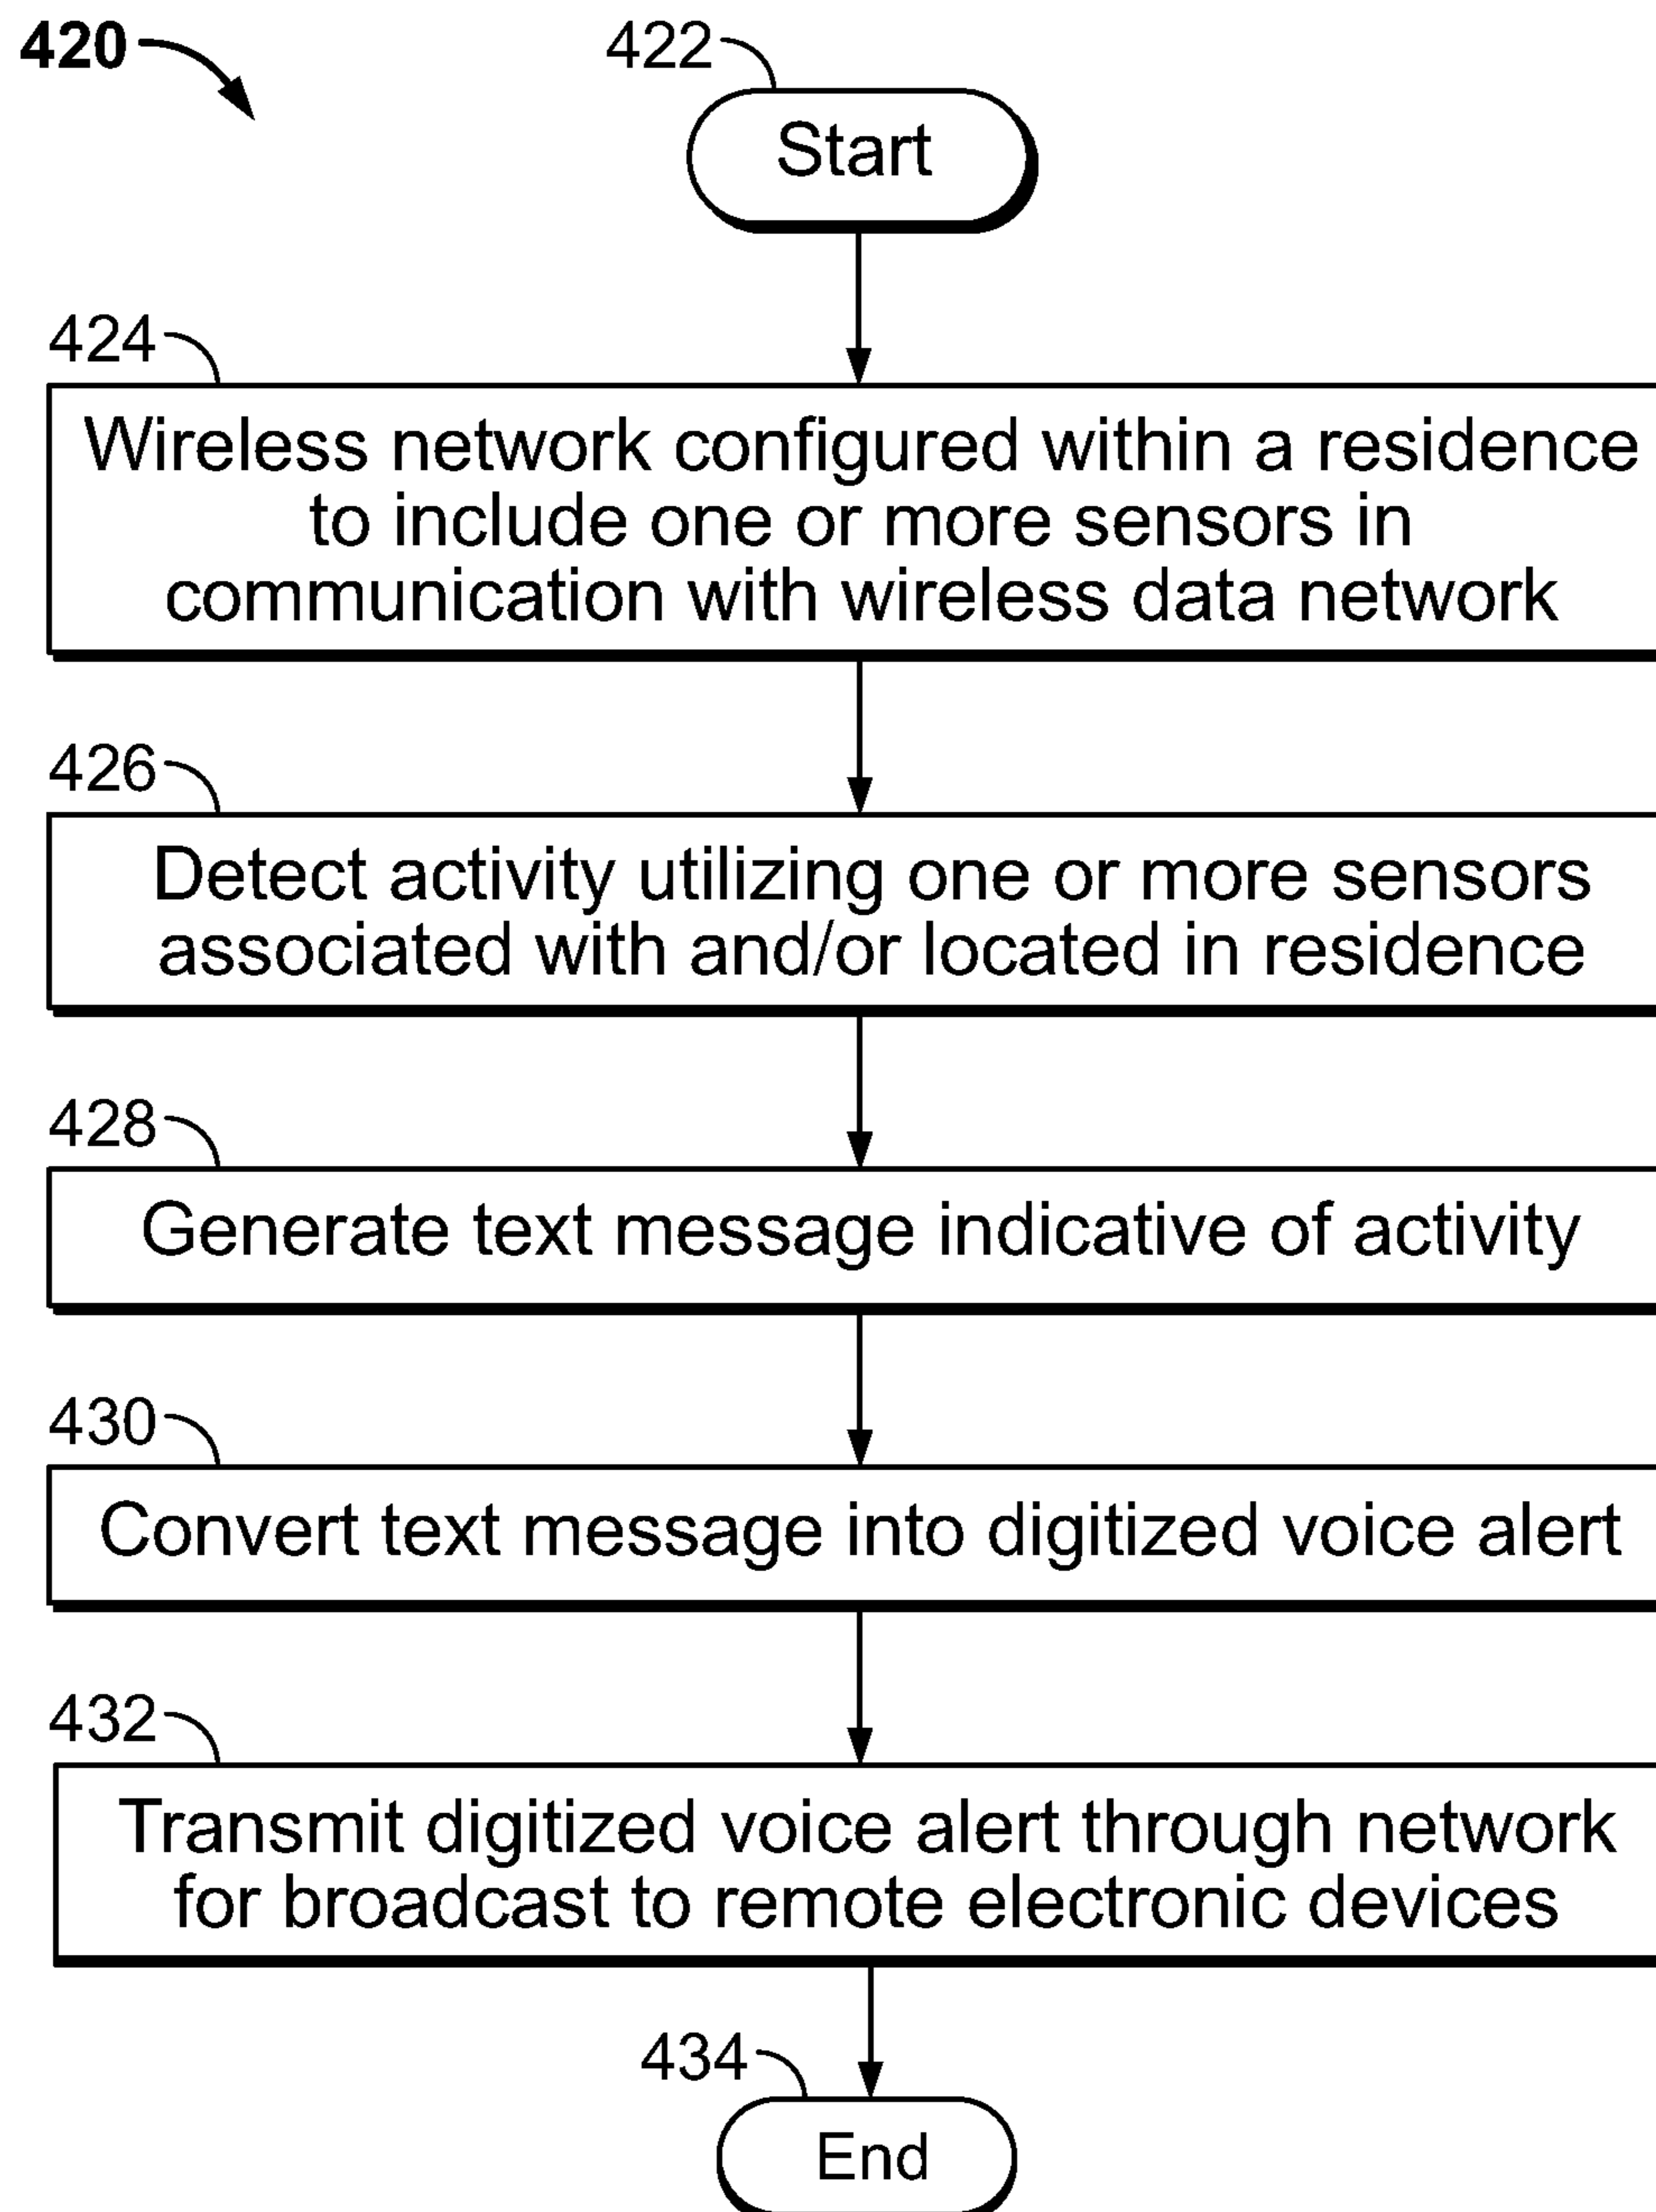 420
422
Start
424
Wireless network configured within a residence
to include one or more sensors in
communication with wireless data network
426
Detect activity utilizing one or more sensors
associated with and/or located in residence
428
Generate text message indicative of activity
430
Convert text message into digitized voice alert
432
Transmit digitized voice alert through network
for broadcast to remote electronic devices
434
End